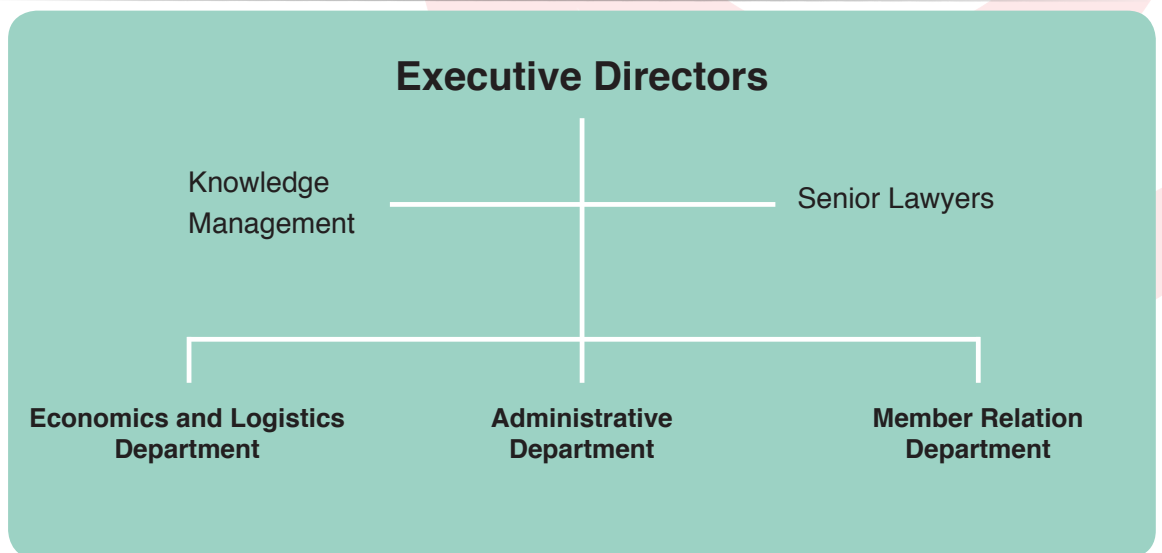 Executive Directors
Knowledge
Management
Senior Lawyers
Economics and Logistics
Department
Administrative
Department
Member Relation
Department